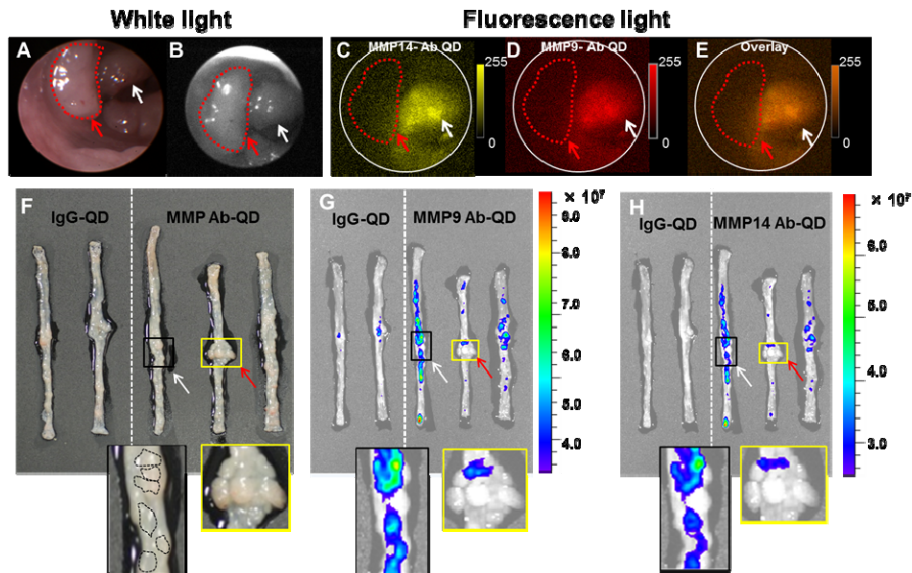 White light
Fluorescence light
A
B
C
MMP14- Ab QD
255
0
D
MMP9- Ab QD
255
0
E
Overlay
255
0
F
IgG-QD
MMP Ab-QD
G
IgG-QD
MMP9 Ab-QD
× 10⁷
9.0
8.0
7.0
6.0
5.0
4.0
H
IgG-QD
MMP14 Ab-QD
× 10⁷
6.0
5.0
4.0
3.0